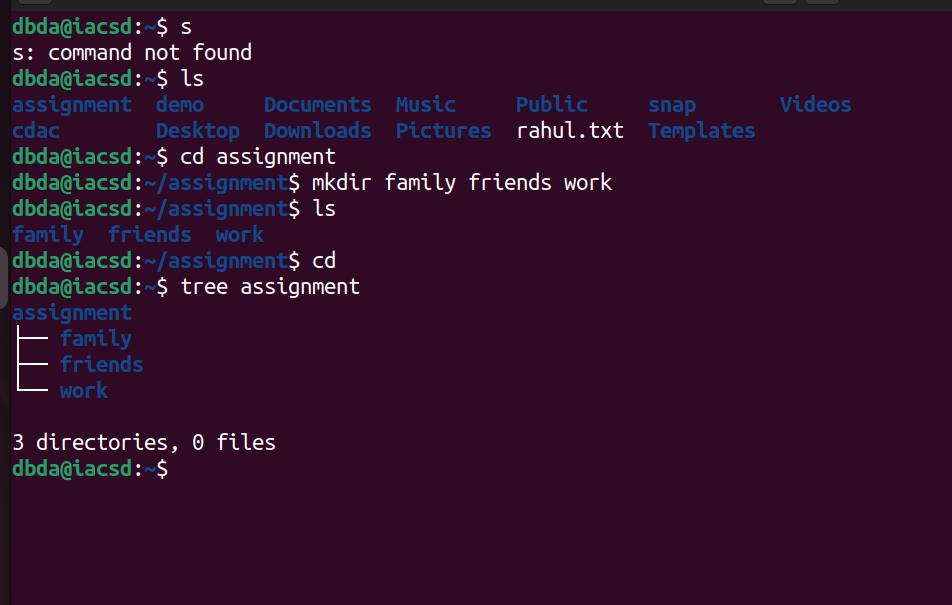 dbda@iacsd:~$ s
s: command not found
dbda@iacsd:~$ ls
assignment  demo     Documents  Music     Public     snap       Videos
cdac        Desktop  Downloads  Pictures  rahul.txt  Templates
dbda@iacsd:~$ cd assignment
dbda@iacsd:~/assignment$ mkdir family friends work
dbda@iacsd:~/assignment$ ls
family  friends  work
dbda@iacsd:~/assignment$ cd
dbda@iacsd:~$ tree assignment
assignment
├── family
├── friends
└── work
3 directories, 0 files
dbda@iacsd:~$